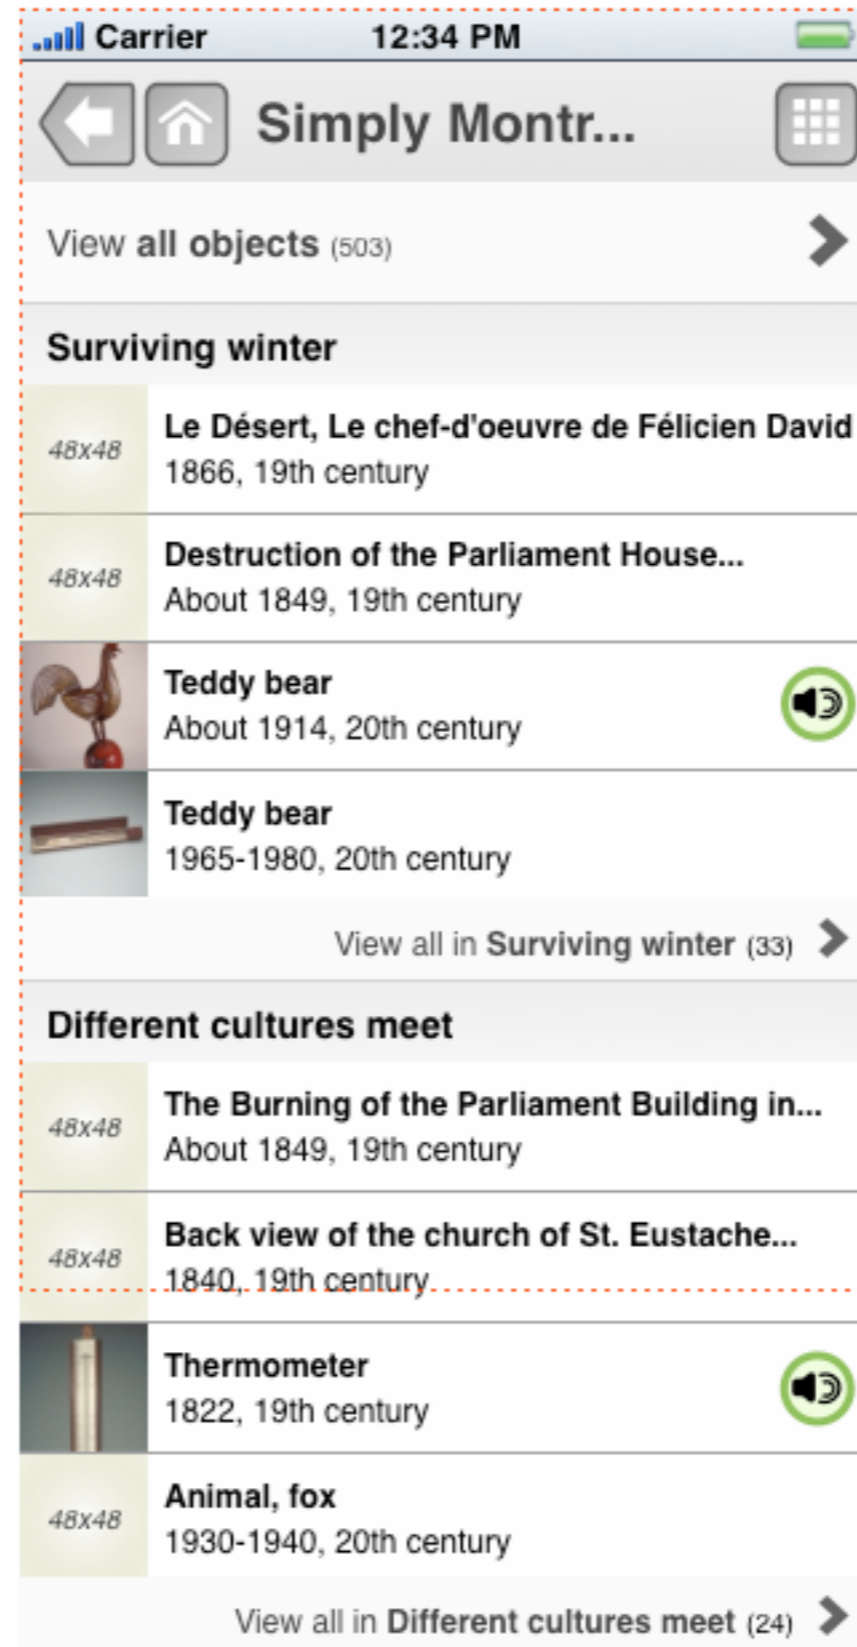 Carrier 12:34 PM
Simply Montr...
View all objects (503)
Surviving winter
48x48
Le Désert, Le chef-d'oeuvre de Félicien David
1866, 19th century
48x48
Destruction of the Parliament House...
About 1849, 19th century
Teddy bear
About 1914, 20th century
Teddy bear
1965-1980, 20th century
View all in Surviving winter (33)
Different cultures meet
48x48
The Burning of the Parliament Building in...
About 1849, 19th century
48x48
Back view of the church of St. Eustache...
1840, 19th century
Thermometer
1822, 19th century
48x48
Animal, fox
1930-1940, 20th century
View all in Different cultures meet (24)